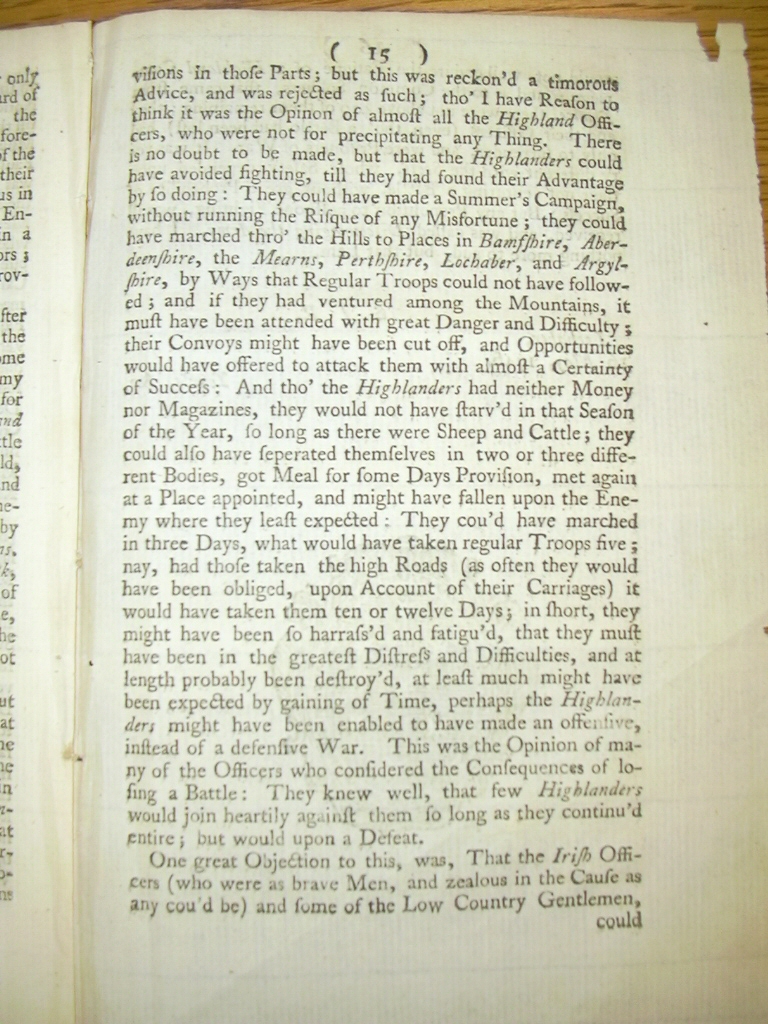 ( 15 )
viſions in thoſe Parts; but this was reckon'd a timorous
Advice, and was rejected as ſuch; tho' I have Reaſon to
think it was the Opinon of almoſt all the Highland Offi-
cers, who were not for precipitating any Thing. There
is no doubt to be made, but that the Highlanders could
have avoided fighting, till they had found their Advantage
by ſo doing: They could have made a Summer's Campaign,
without running the Riſque of any Misfortune; they could
have marched thro' the Hills to Places in Bamffſhire, Aber-
deenſhire, the Mearns, Perthſhire, Lochaber, and Argyl-
ſhire, by Ways that Regular Troops could not have follow-
ed; and if they had ventured among the Mountains, it
muſt have been attended with great Danger and Difficulty;
their Convoys might have been cut off, and Opportunities
would have offered to attack them with almoſt a Certainty
of Succeſs: And tho' the Highlanders had neither Money
nor Magazines, they would not have ſtarv'd in that Seaſon
of the Year, ſo long as there were Sheep and Cattle; they
could alſo have ſeperated themſelves in two or three diffe-
rent Bodies, got Meal for ſome Days Proviſion, met again
at a Place appointed, and might have fallen upon the Ene-
my where they leaſt expected: They cou'd have marched
in three Days, what would have taken regular Troops five;
nay, had thoſe taken the high Roads (as often they would
have been obliged, upon Account of their Carriages) it
would have taken them ten or twelve Days; in ſhort, they
might have been ſo harraſs'd and fatigu'd, that they muſt
have been in the greateſt Diſtreſs and Difficulties, and at
length probably been deſtroy'd, at leaſt much might have
been expected by gaining of Time, perhaps the Highlan-
ders might have been enabled to have made an offenſive,
inſtead of a defenſive War. This was the Opinion of ma-
ny of the Officers who conſidered the Conſequences of lo-
ſing a Battle: They knew well, that few Highlanders
would join heartily againſt them ſo long as they continu'd
entire; but would upon a Defeat.
One great Objection to this, was, That the Iriſh Offi-
cers (who were as brave Men, and zealous in the Cauſe as
any cou'd be) and ſome of the Low Country Gentlemen,
could